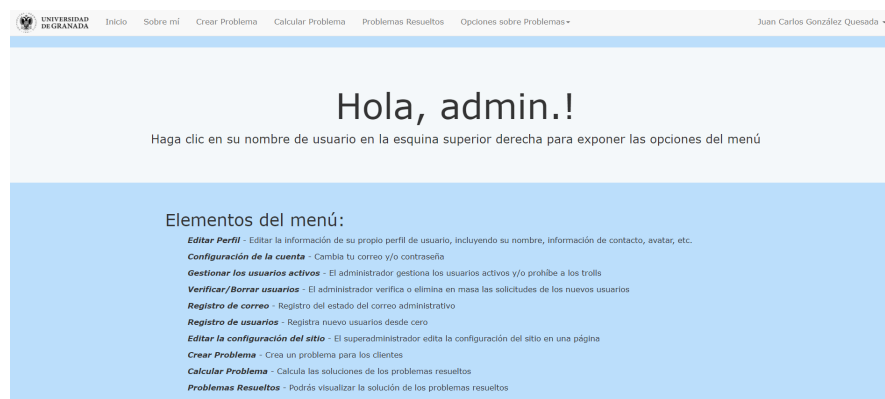 UNIVERSIDAD
DE GRANADA
Inicio Sobre mí Crear Problema Calcular Problema Problemas Resueltos Opciones sobre Problemas Juan Carlos González Quesada
Hola, admin.!
Haga clic en su nombre de usuario en la esquina superior derecha para exponer las opciones del menú
Elementos del menú:
Editar Perfil - Editar la información de su propio perfil de usuario, incluyendo su nombre, información de contacto, avatar, etc.
Configuración de la cuenta - Cambia tu correo y/o contraseña
Gestionar los usuarios activos - El administrador gestiona los usuarios activos y/o prohíbe a los trolls
Verificar/Borrar usuarios - El administrador verifica o elimina en masa las solicitudes de los nuevos usuarios
Registro de correo - Registro del estado del correo administrativo
Registro de usuarios - Registra nuevo usuarios desde cero
Editar la configuración del sitio - El superadministrador edita la configuración del sitio en una página
Crear Problema - Crea un problema para los clientes
Calcular Problema - Calcula las soluciones de los problemas resueltos
Problemas Resueltos - Podrás visualizar la solución de los problemas resueltos